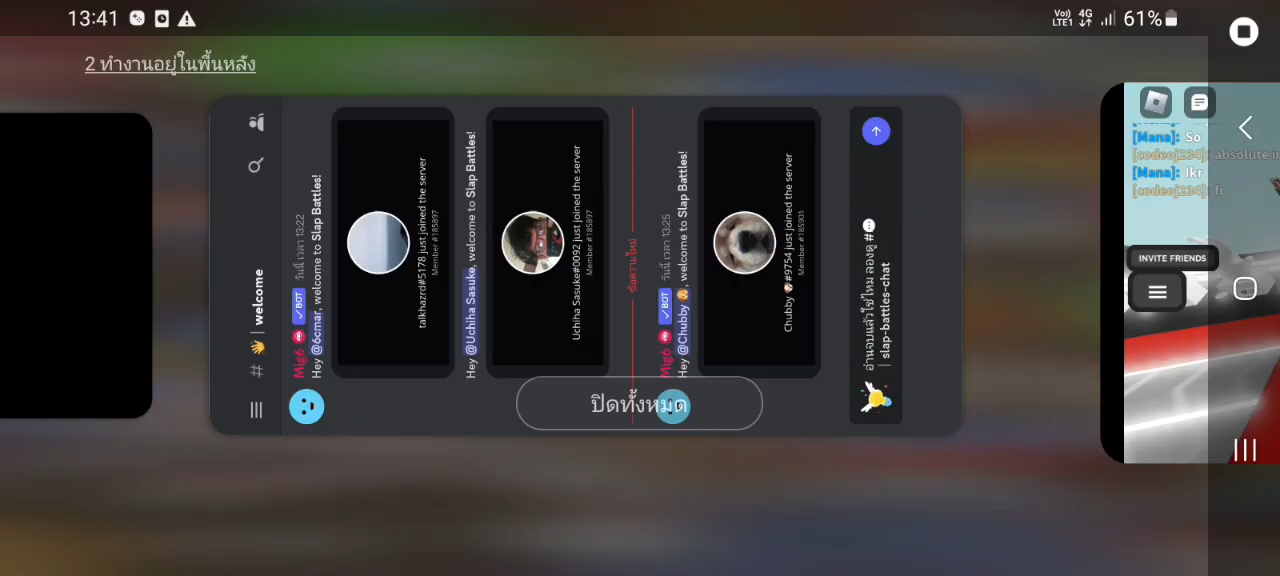 13:41
Vo)) LTE1 4G 61%
2 ทำงานอยู่ในพื้นหลัง
# 👋 | welcome
Mig6 ✓BOT วันนี้ เวลา 13:22
Hey @6cmar, welcome to Slap Battles!
talkhazrd#5178 just joined the server
Member #185897
Hey @Uchiha Sasuke, welcome to Slap Battles!
Uchiha Sasuke#0092 just joined the server
Member #185897
ข้อความใหม่
Mig6 ✓BOT วันนี้ เวลา 13:25
Hey @Chubby 🐶, welcome to Slap Battles!
Chubby 🐶#9754 just joined the server
Member #185901
อ่านจบแล้วใช่ไหม ลองดู #💬
| slap-battles-chat
ปิดทั้งหมด
[Mana]: So
[codeoj234]: absolute
[Mana]: Ikr
[codeoj234]: fr
INVITE FRIENDS